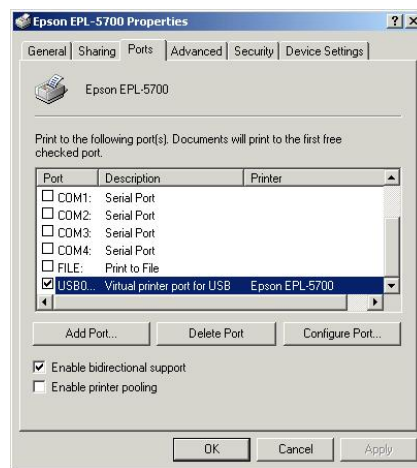 Epson EPL-5700 Properties
General Sharing Ports Advanced Security Device Settings
Epson EPL-5700
Print to the following port(s). Documents will print to the first free
checked port.
Port Description Printer
COM1: Serial Port
COM2: Serial Port
COM3: Serial Port
COM4: Serial Port
FILE: Print to File
USB0... Virtual printer port for USB Epson EPL-5700
Add Port... Delete Port Configure Port...
Enable bidirectional support
Enable printer pooling
OK Cancel Apply